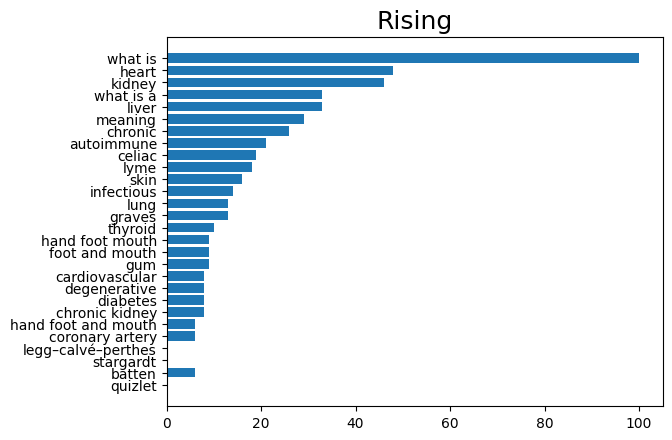 Rising
what is
heart
kidney
what is a
liver
meaning
chronic
autoimmune
celiac
lyme
skin
infectious
lung
graves
thyroid
hand foot mouth
foot and mouth
gum
cardiovascular
degenerative
diabetes
chronic kidney
hand foot and mouth
coronary artery
legg–calvé–perthes
stargardt
batten
quizlet
0 20 40 60 80 100